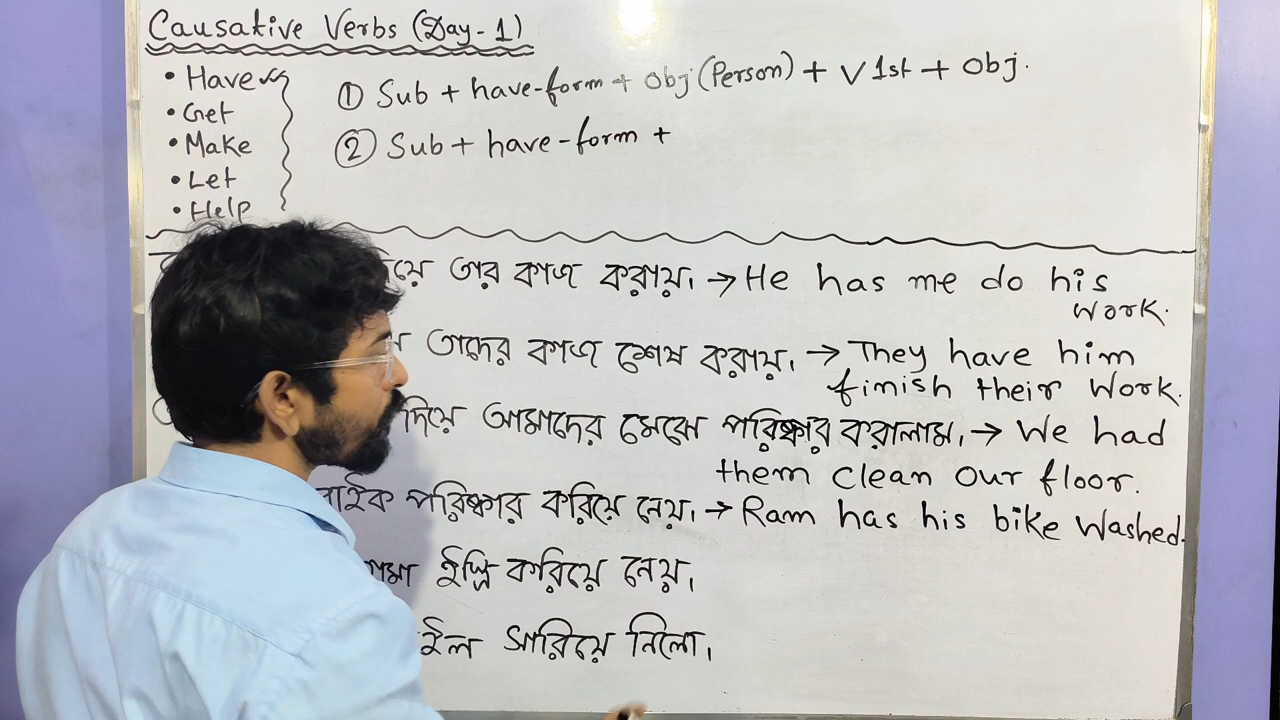 Causative Verbs (Day-1)
• Have
• Get
• Make
• Let
• Help
① Sub + have-form + Obj (Person) + V 1st + Obj.
② Sub + have-form +
তার কাজ করায়। → He has me do his
work.
তাদের কাজ শেষ করায়। → They have him
finish their work.
দিয়ে আমাদের মেঝে পরিষ্কার করালাম। → We had
them clean our floor.
বাইক পরিষ্কার করিয়ে নেয়। → Ram has his bike washed.
ইস্ত্রি করিয়ে নেয়।
সারিয়ে নিলো।